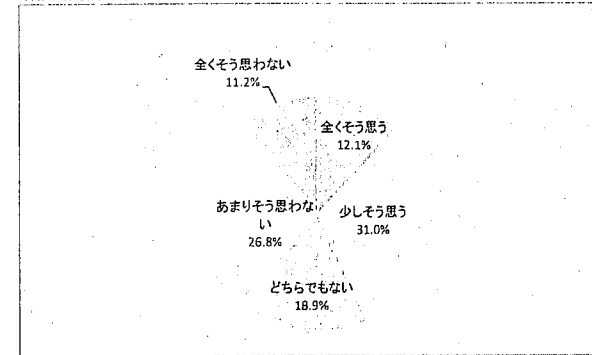 全くそう思わない
11.2%
全くそう思う
12.1%
少しそう思う
31.0%
どちらでもない
18.9%
あまりそう思わな
い
26.8%